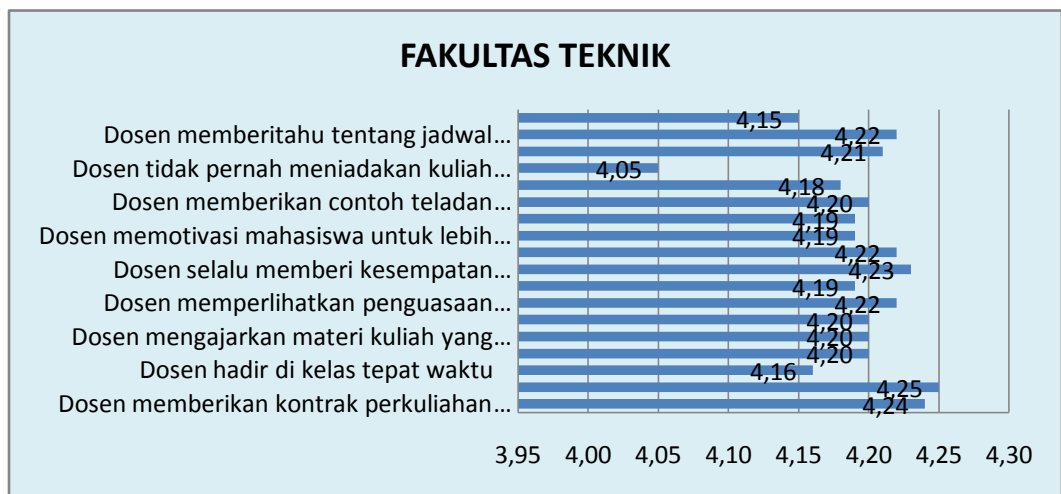 FAKULTAS TEKNIK
4,15
Dosen memberitahu tentang jadwal... 4,22
4,21
Dosen tidak pernah meniadakan kuliah... 4,05
4,18
Dosen memberikan contoh teladan... 4,20
4,19
Dosen memotivasi mahasiswa untuk lebih... 4,19
4,22
Dosen selalu memberi kesempatan... 4,23
4,19
Dosen memperlihatkan penguasaan... 4,22
4,20
Dosen mengajarkan materi kuliah yang... 4,20
4,20
Dosen hadir di kelas tepat waktu 4,16
4,25
Dosen memberikan kontrak perkuliahan... 4,24
3,95 4,00 4,05 4,10 4,15 4,20 4,25 4,30